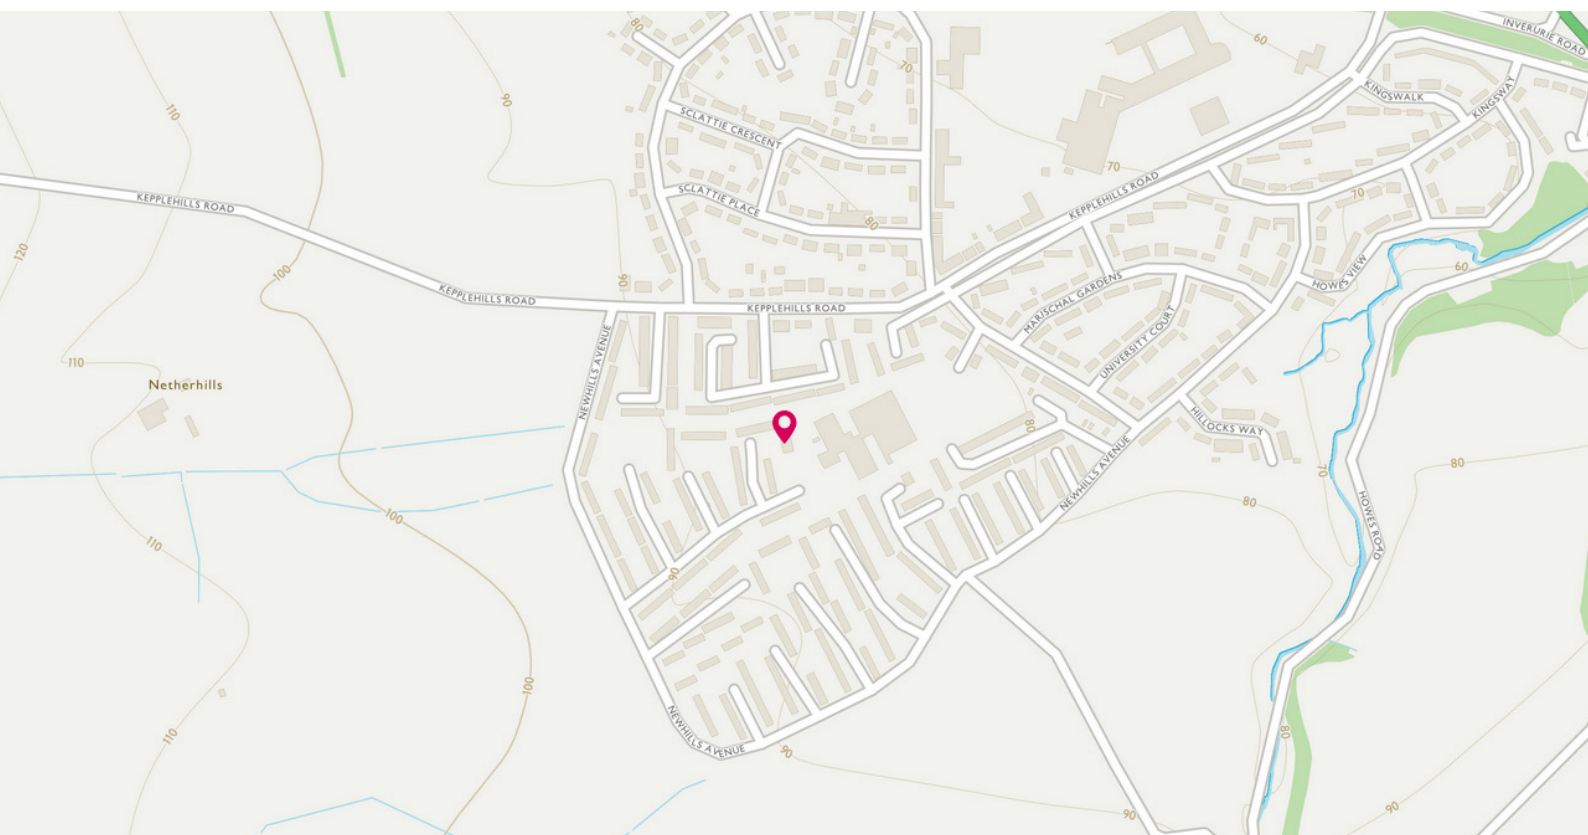 80
INVERURIE ROAD
60
70
90
110
KINGSWALK
KINGSWAY
SCLATTIE CRESCENT
70
KEPPLEHILLS ROAD
SCLATTIE PLACE
70
KEPPLEHILLS ROAD
80
120
100
90
KEPPLEHILLS ROAD
60
HOWES VIEW
MARISCHAL GARDENS
KEPPLEHILLS ROAD
UNIVERSITY COURT
NEWHILLS AVENUE
110
Netherhills
HILLOCKS WAY
80
NEWHILLS AVENUE
70
80
80
100
HOWES ROAD
110
90
100
NEWHILLS AVENUE
110
80
90
90
90